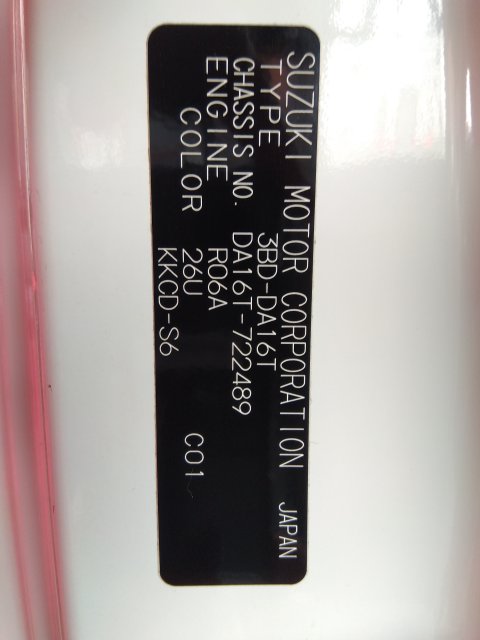 SUZUKI MOTOR CORPORATION JAPAN
TYPE 3BD-DA16T
CHASSIS NO. DA16T-722489
ENGINE R06A
COLOR 26U C01
KKCD-S6